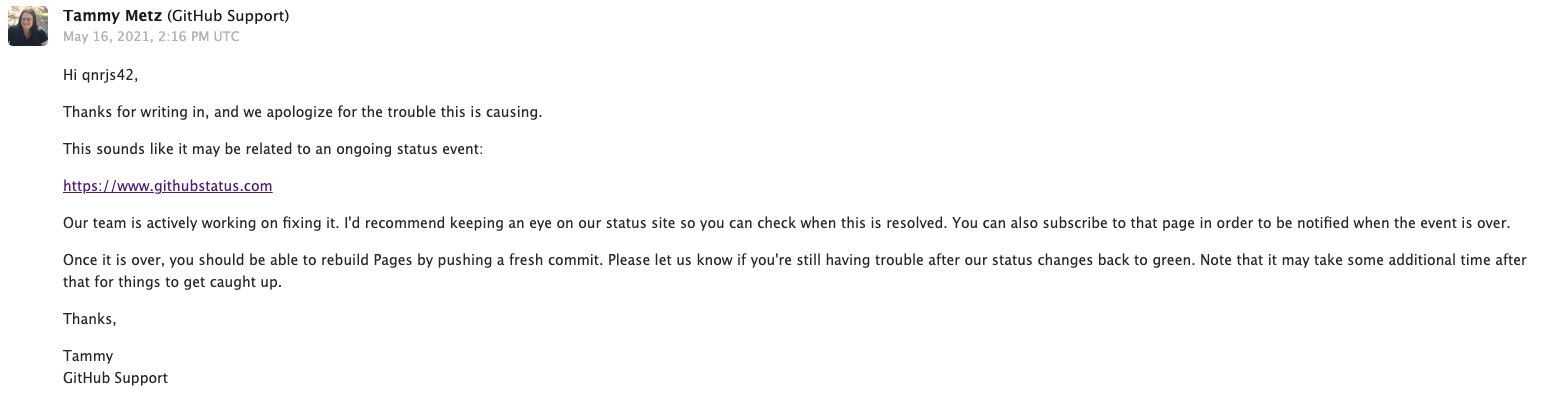 Tammy Metz (GitHub Support)
May 16, 2021, 2:16 PM UTC
Hi qnrjs42,
Thanks for writing in, and we apologize for the trouble this is causing.
This sounds like it may be related to an ongoing status event:
https://www.githubstatus.com
Our team is actively working on fixing it. I'd recommend keeping an eye on our status site so you can check when this is resolved. You can also subscribe to that page in order to be notified when the event is over.
Once it is over, you should be able to rebuild Pages by pushing a fresh commit. Please let us know if you're still having trouble after our status changes back to green. Note that it may take some additional time after
that for things to get caught up.
Thanks,
Tammy
GitHub Support